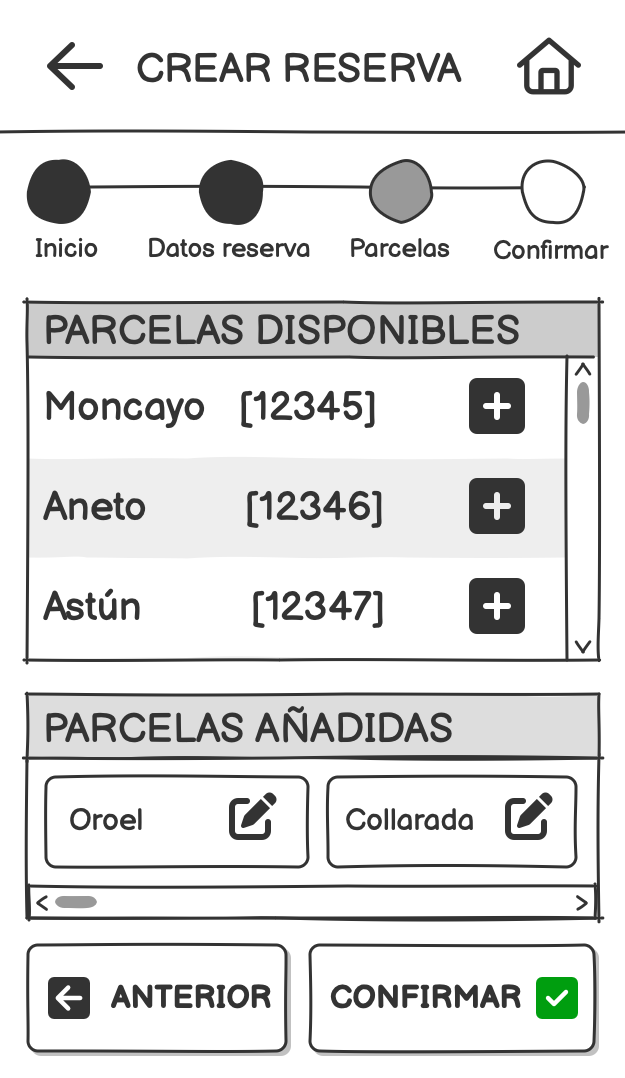 CREAR RESERVA
Inicio Datos reserva Parcelas Confirmar
PARCELAS DISPONIBLES
Moncayo [12345]
Aneto [12346]
Astún [12347]
PARCELAS AÑADIDAS
Oroel Collarada
ANTERIOR CONFIRMAR